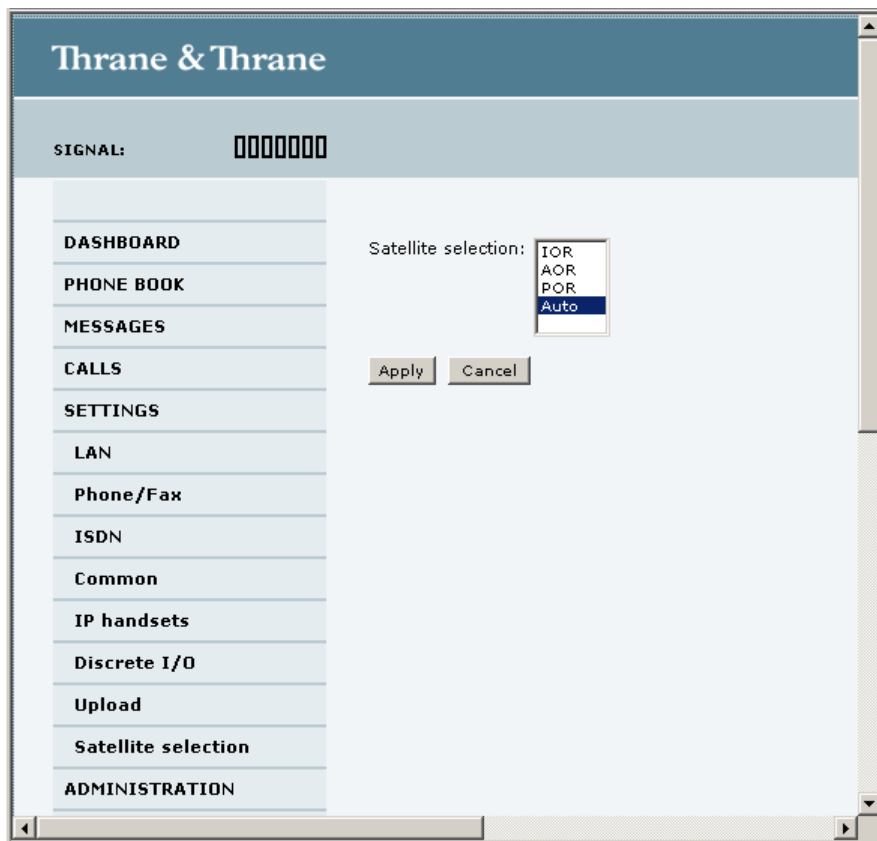 Thrane & Thrane
SIGNAL:
DASHBOARD
PHONE BOOK
MESSAGES
CALLS
SETTINGS
LAN
Phone/Fax
ISDN
Common
IP handsets
Discrete I/O
Upload
Satellite selection
ADMINISTRATION
Satellite selection:
IOR
AOR
POR
Auto
Apply Cancel